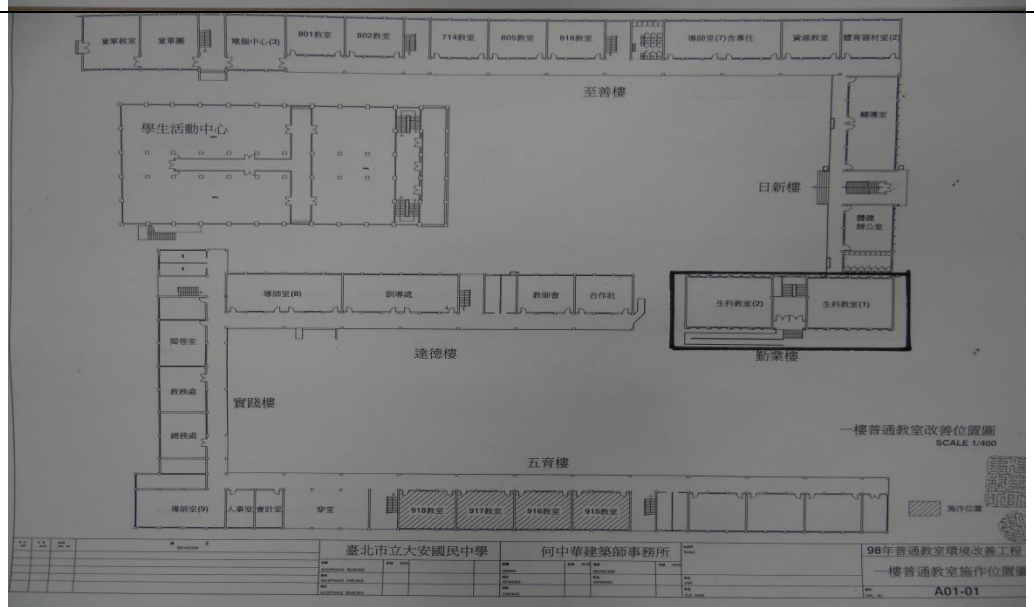 童軍教室
童軍團
電腦中心(3)
801教室
802教室
714教室
805教室
816教室
導師室(7)含專任
資源教室
體育器材室(2)
至善樓
輔導室
學生活動中心
日新樓
體健
辦公室
導師室(8)
訓導處
教師會
合作社
生科教室(2)
生科教室(1)
達德樓
勤業樓
閱卷室
教務處
實踐樓
總務處
一樓普通教室改善位置圖
SCALE 1/400
五育樓
導師室(9)
人事室
會計室
穿室
918教室
917教室
916教室
915教室
施作位置
臺北市立大安國民中學
何中華建築師事務所
98年普通教室環境改善工程
一樓普通教室施作位置圖
A01-01
REVISION